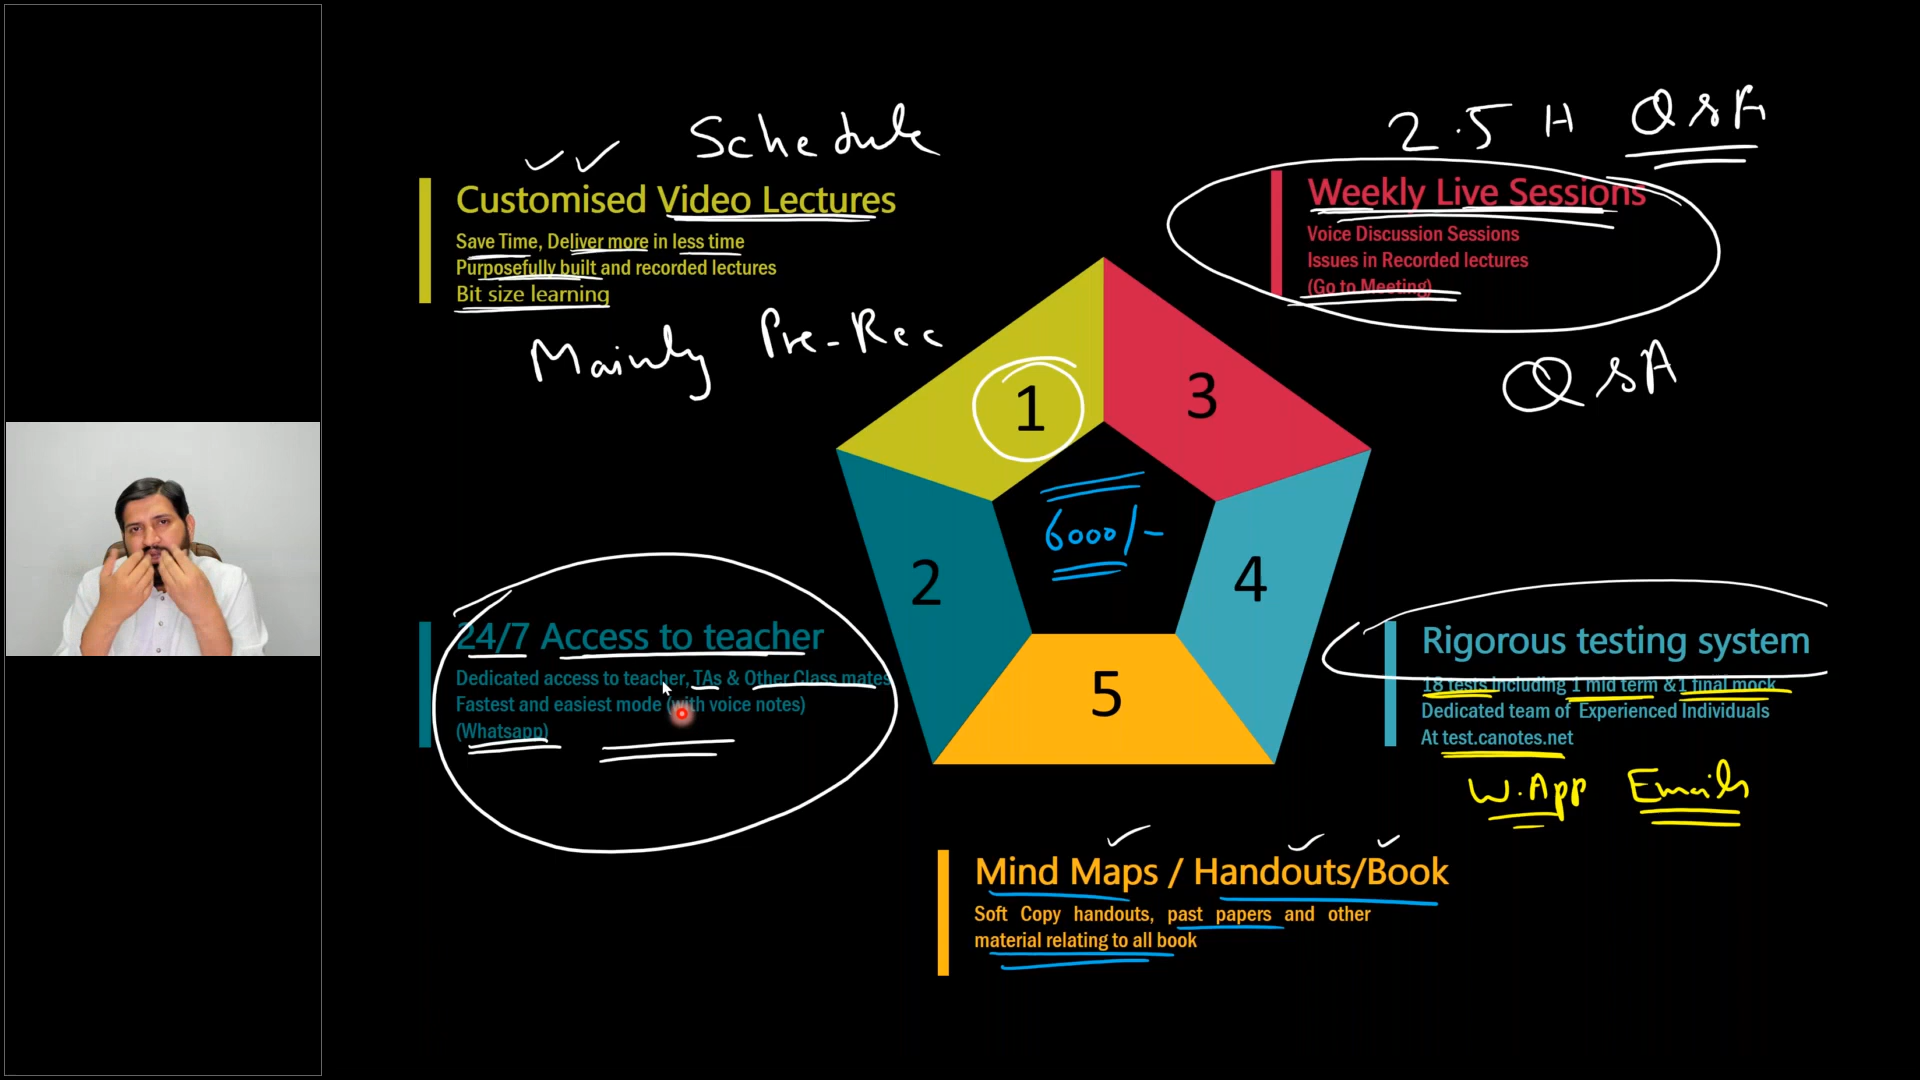 Schedule
Customised Video Lectures
Save Time, Deliver more in less time
Purposefully built and recorded lectures
Bit size learning
Mainly Pre-Rec
2.5 H Q&A
Weekly Live Sessions
Voice Discussion Sessions
Issues in Recorded lectures
(Go to Meeting)
Q&A
1
3
6000/-
2
4
5
24/7 Access to teacher
Dedicated access to teacher, TAs & Other Class mates
Fastest and easiest mode (with voice notes)
(Whatsapp)
Rigorous testing system
18 tests including 1 mid term &1 final mock
Dedicated team of Experienced Individuals
At test.canotes.net
W.App Emails
Mind Maps / Handouts/Book
Soft Copy handouts, past papers and other
material relating to all book